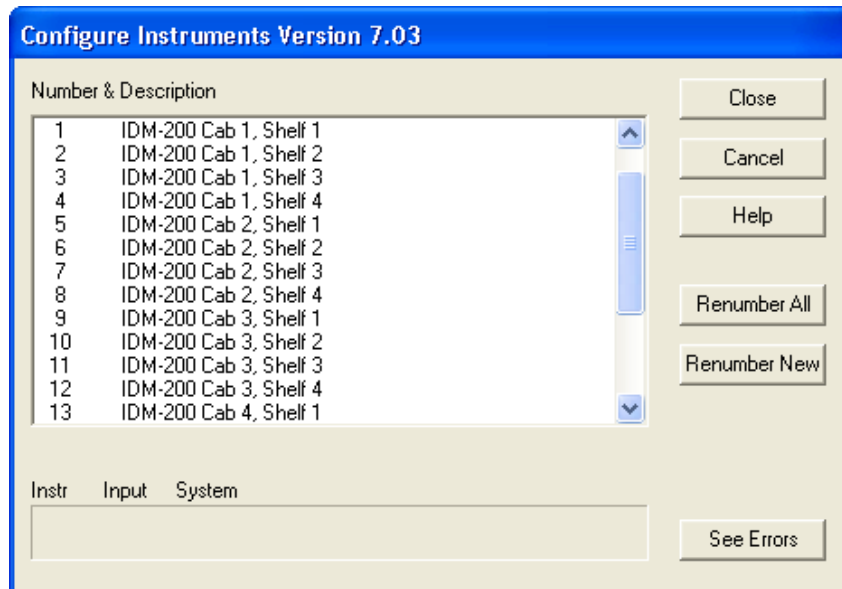 Configure Instruments Version 7.03
Number & Description
1 IDM-200 Cab 1, Shelf 1
2 IDM-200 Cab 1, Shelf 2
3 IDM-200 Cab 1, Shelf 3
4 IDM-200 Cab 1, Shelf 4
5 IDM-200 Cab 2, Shelf 1
6 IDM-200 Cab 2, Shelf 2
7 IDM-200 Cab 2, Shelf 3
8 IDM-200 Cab 2, Shelf 4
9 IDM-200 Cab 3, Shelf 1
10 IDM-200 Cab 3, Shelf 2
11 IDM-200 Cab 3, Shelf 3
12 IDM-200 Cab 3, Shelf 4
13 IDM-200 Cab 4, Shelf 1
Close
Cancel
Help
Renumber All
Renumber New
Instr Input System
See Errors